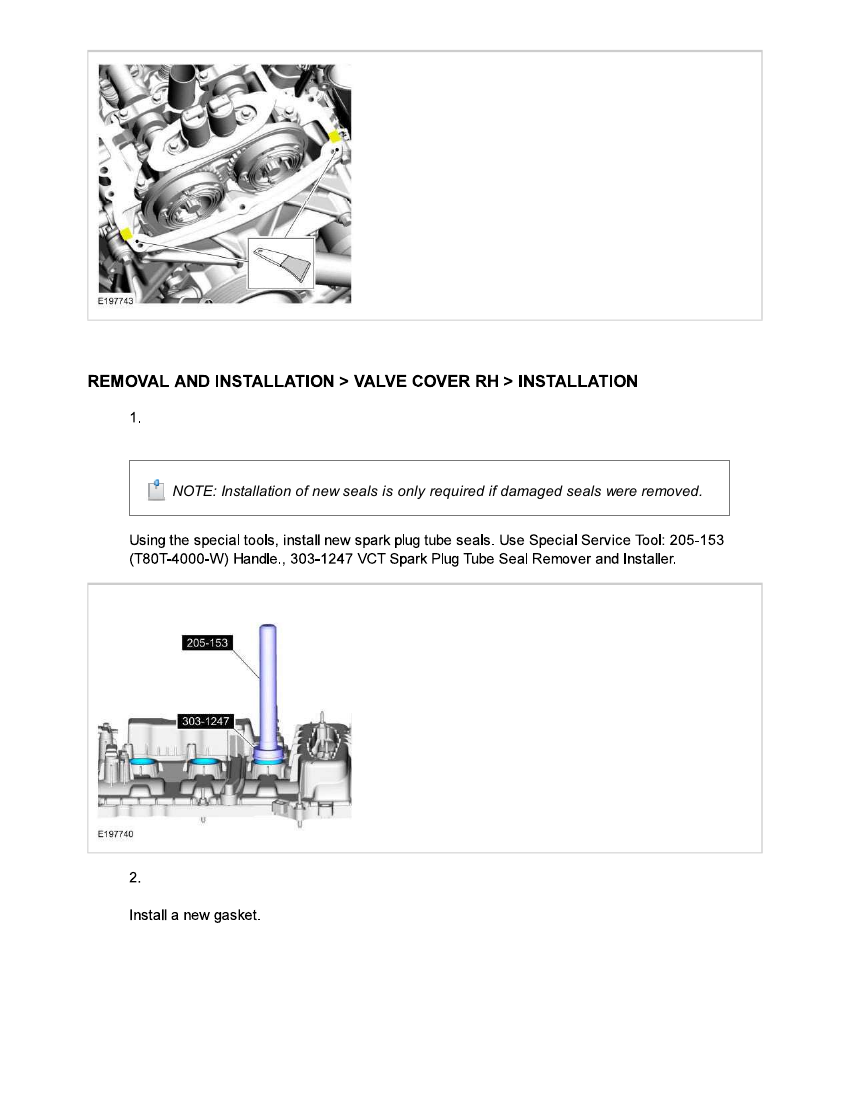 E197743
REMOVAL AND INSTALLATION > VALVE COVER RH > INSTALLATION
1.
NOTE: Installation of new seals is only required if damaged seals were removed.
Using the special tools, install new spark plug tube seals. Use Special Service Tool: 205-153
(T80T-4000-W) Handle., 303-1247 VCT Spark Plug Tube Seal Remover and Installer.
205-153
303-1247
E197740
2.
Install a new gasket.